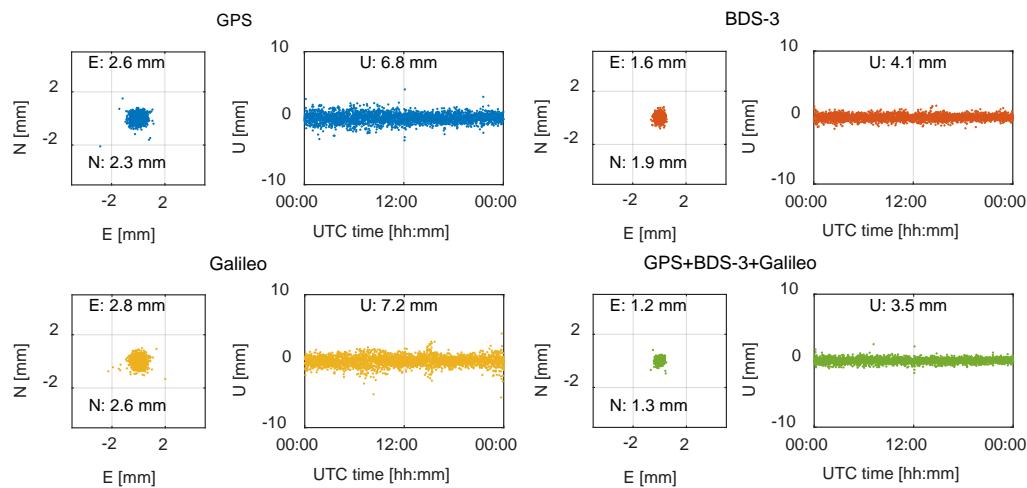 GPS
BDS-3
E: 2.6 mm
N: 2.3 mm
2
-2
N [mm]
-2
2
E [mm]
U: 6.8 mm
10
0
-10
U [mm]
00:00
12:00
00:00
UTC time [hh:mm]
E: 1.6 mm
N: 1.9 mm
2
-2
N [mm]
-2
2
E [mm]
U: 4.1 mm
10
0
-10
U [mm]
00:00
12:00
00:00
UTC time [hh:mm]
Galileo
GPS+BDS-3+Galileo
E: 2.8 mm
N: 2.6 mm
2
-2
N [mm]
-2
2
E [mm]
U: 7.2 mm
10
0
-10
U [mm]
00:00
12:00
00:00
UTC time [hh:mm]
E: 1.2 mm
N: 1.3 mm
2
-2
N [mm]
-2
2
E [mm]
U: 3.5 mm
10
0
-10
U [mm]
00:00
12:00
00:00
UTC time [hh:mm]